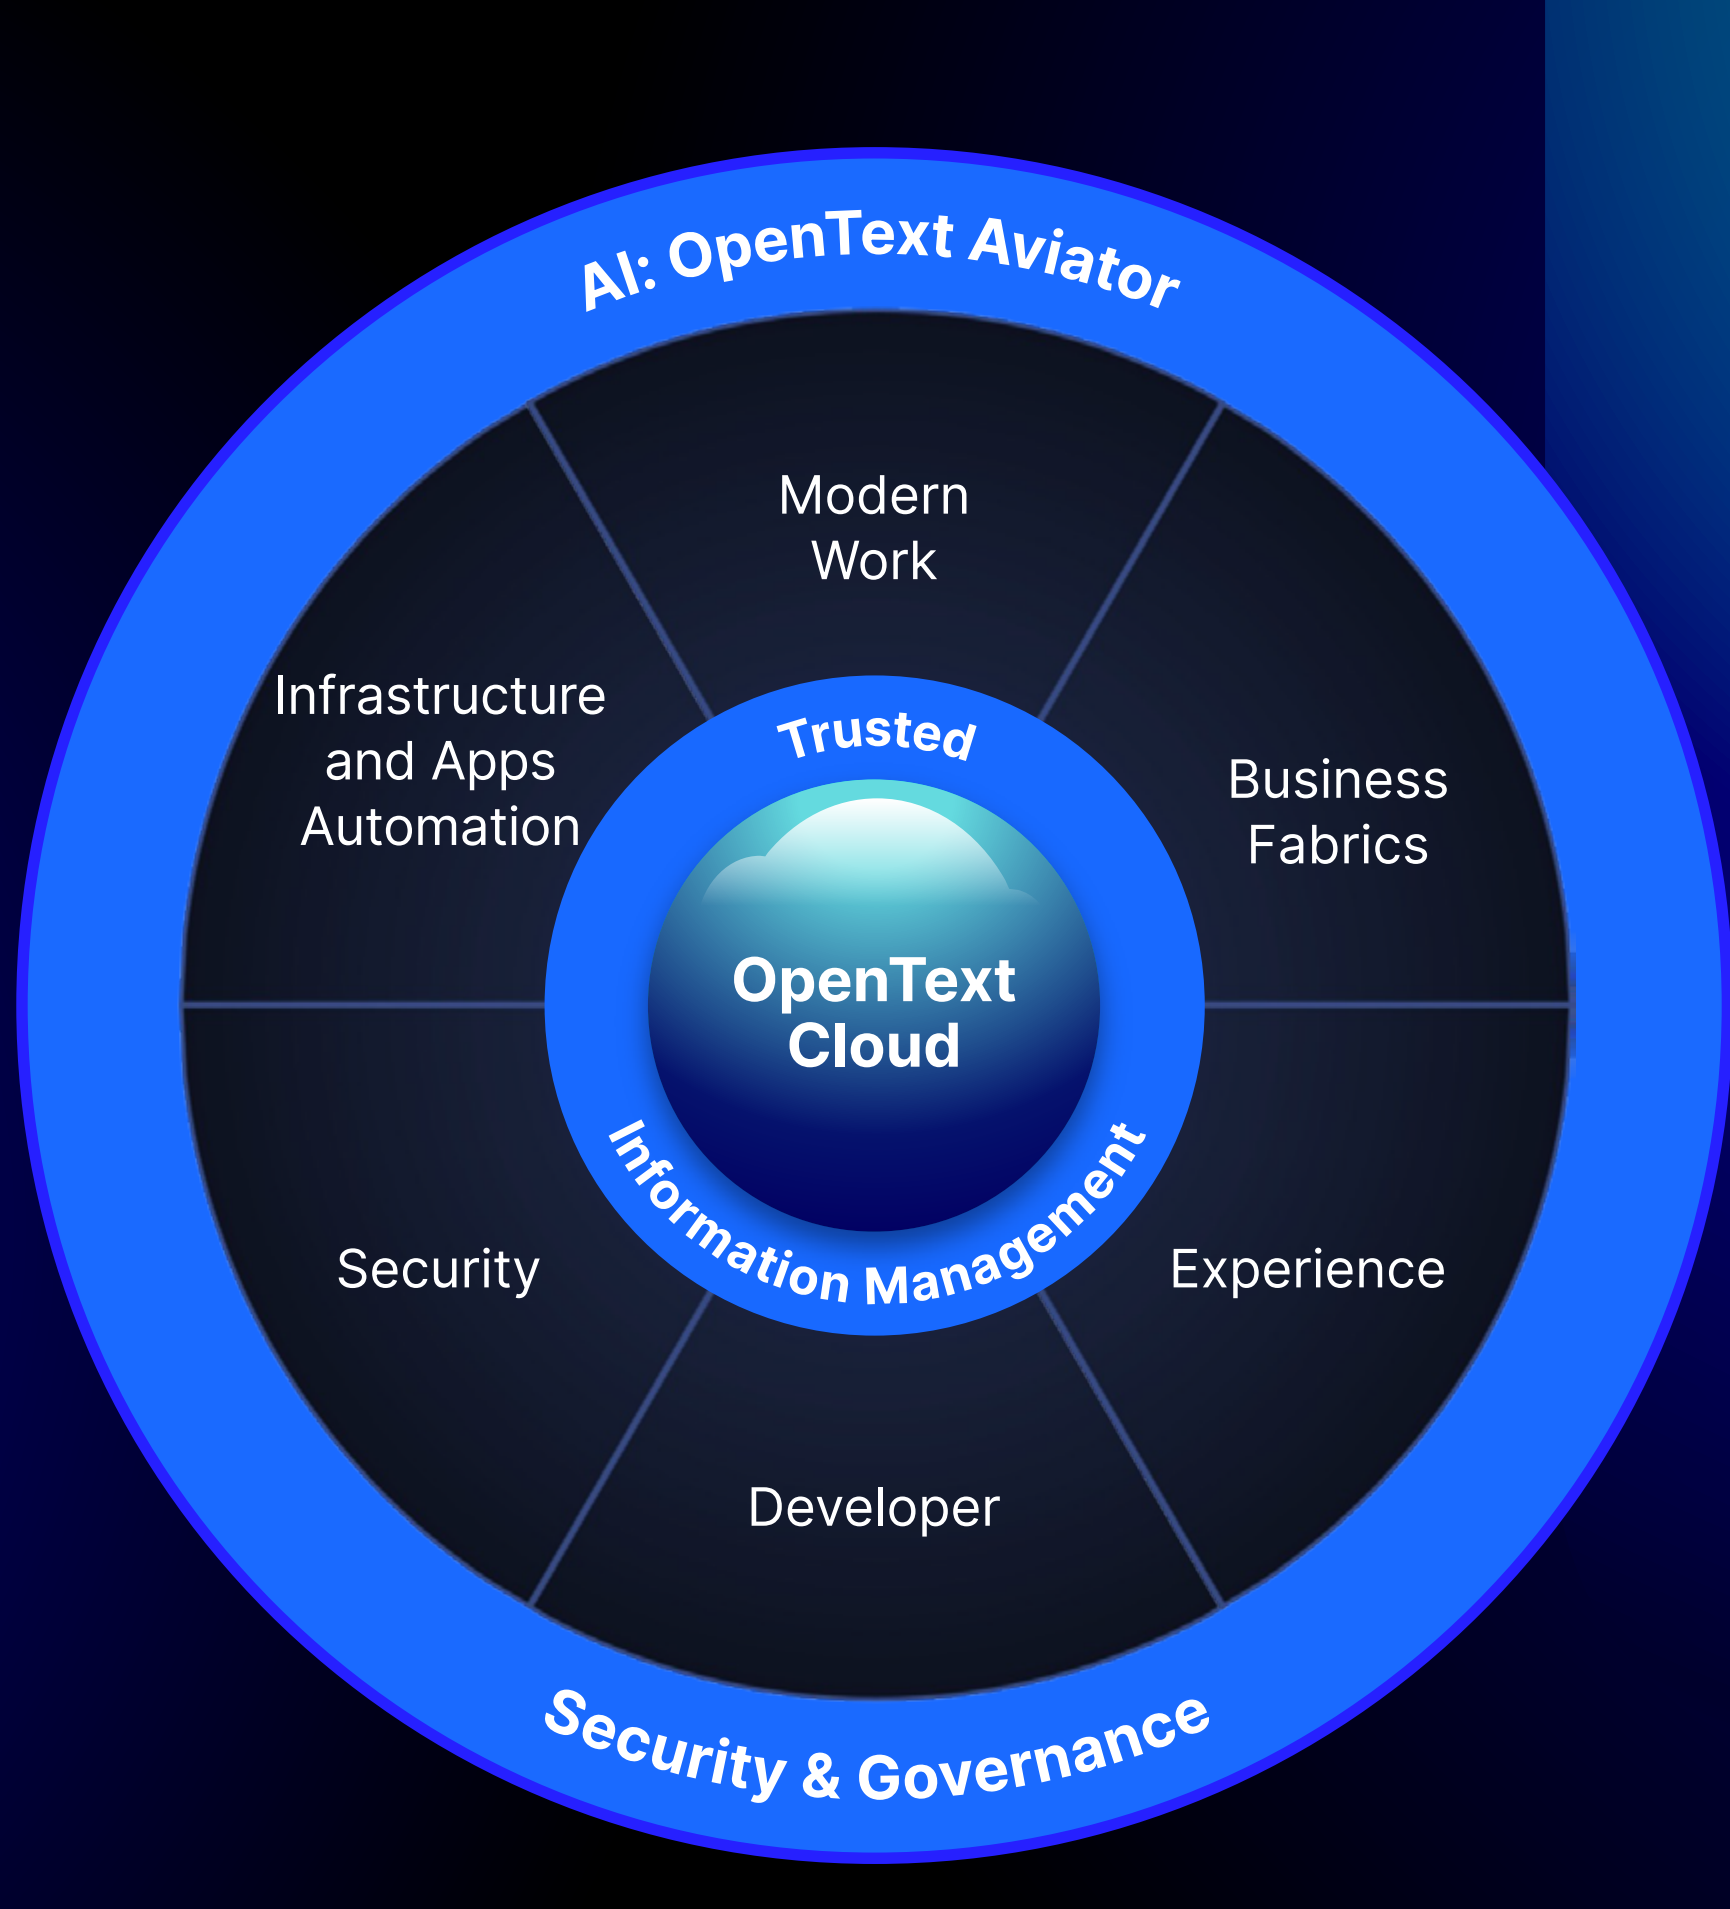 AI: OpenText Aviator
Modern
Work
Infrastructure
and Apps
Automation
Business
Fabrics
Trusted
OpenText
Cloud
Information Management
Security
Experience
Developer
Security & Governance